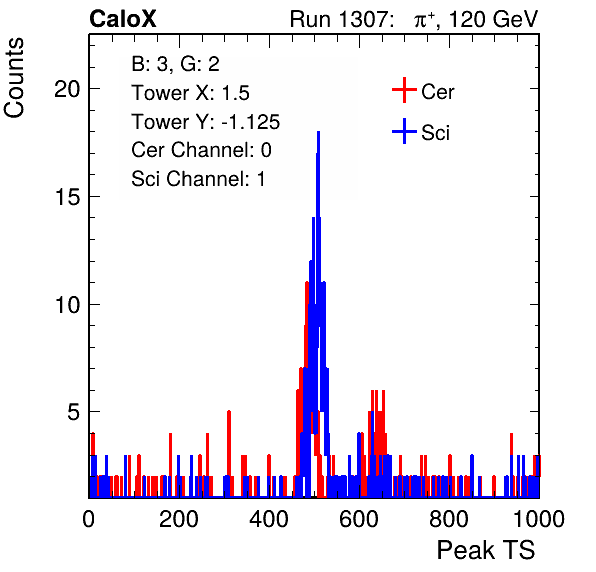 CaloX Run 1307: π⁺, 120 GeV
Counts
B: 3, G: 2
Tower X: 1.5
Tower Y: -1.125
Cer Channel: 0
Sci Channel: 1
Cer
Sci
20
15
10
5
0 200 400 600 800 1000
Peak TS